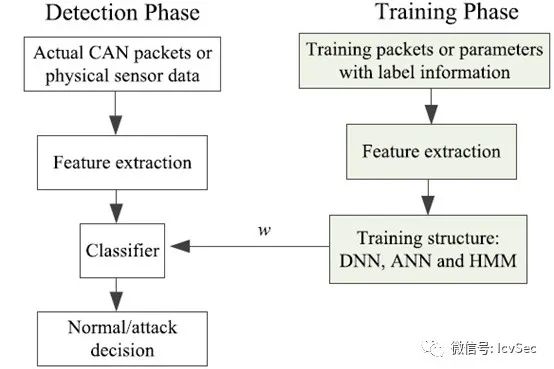 Detection Phase
Actual CAN packets or
physical sensor data
Feature extraction
Classifier
Normal/attack
decision
Training Phase
Training packets or parameters
with label information
Feature extraction
Training structure:
DNN, ANN and HMM
w
微信号: IcvSec